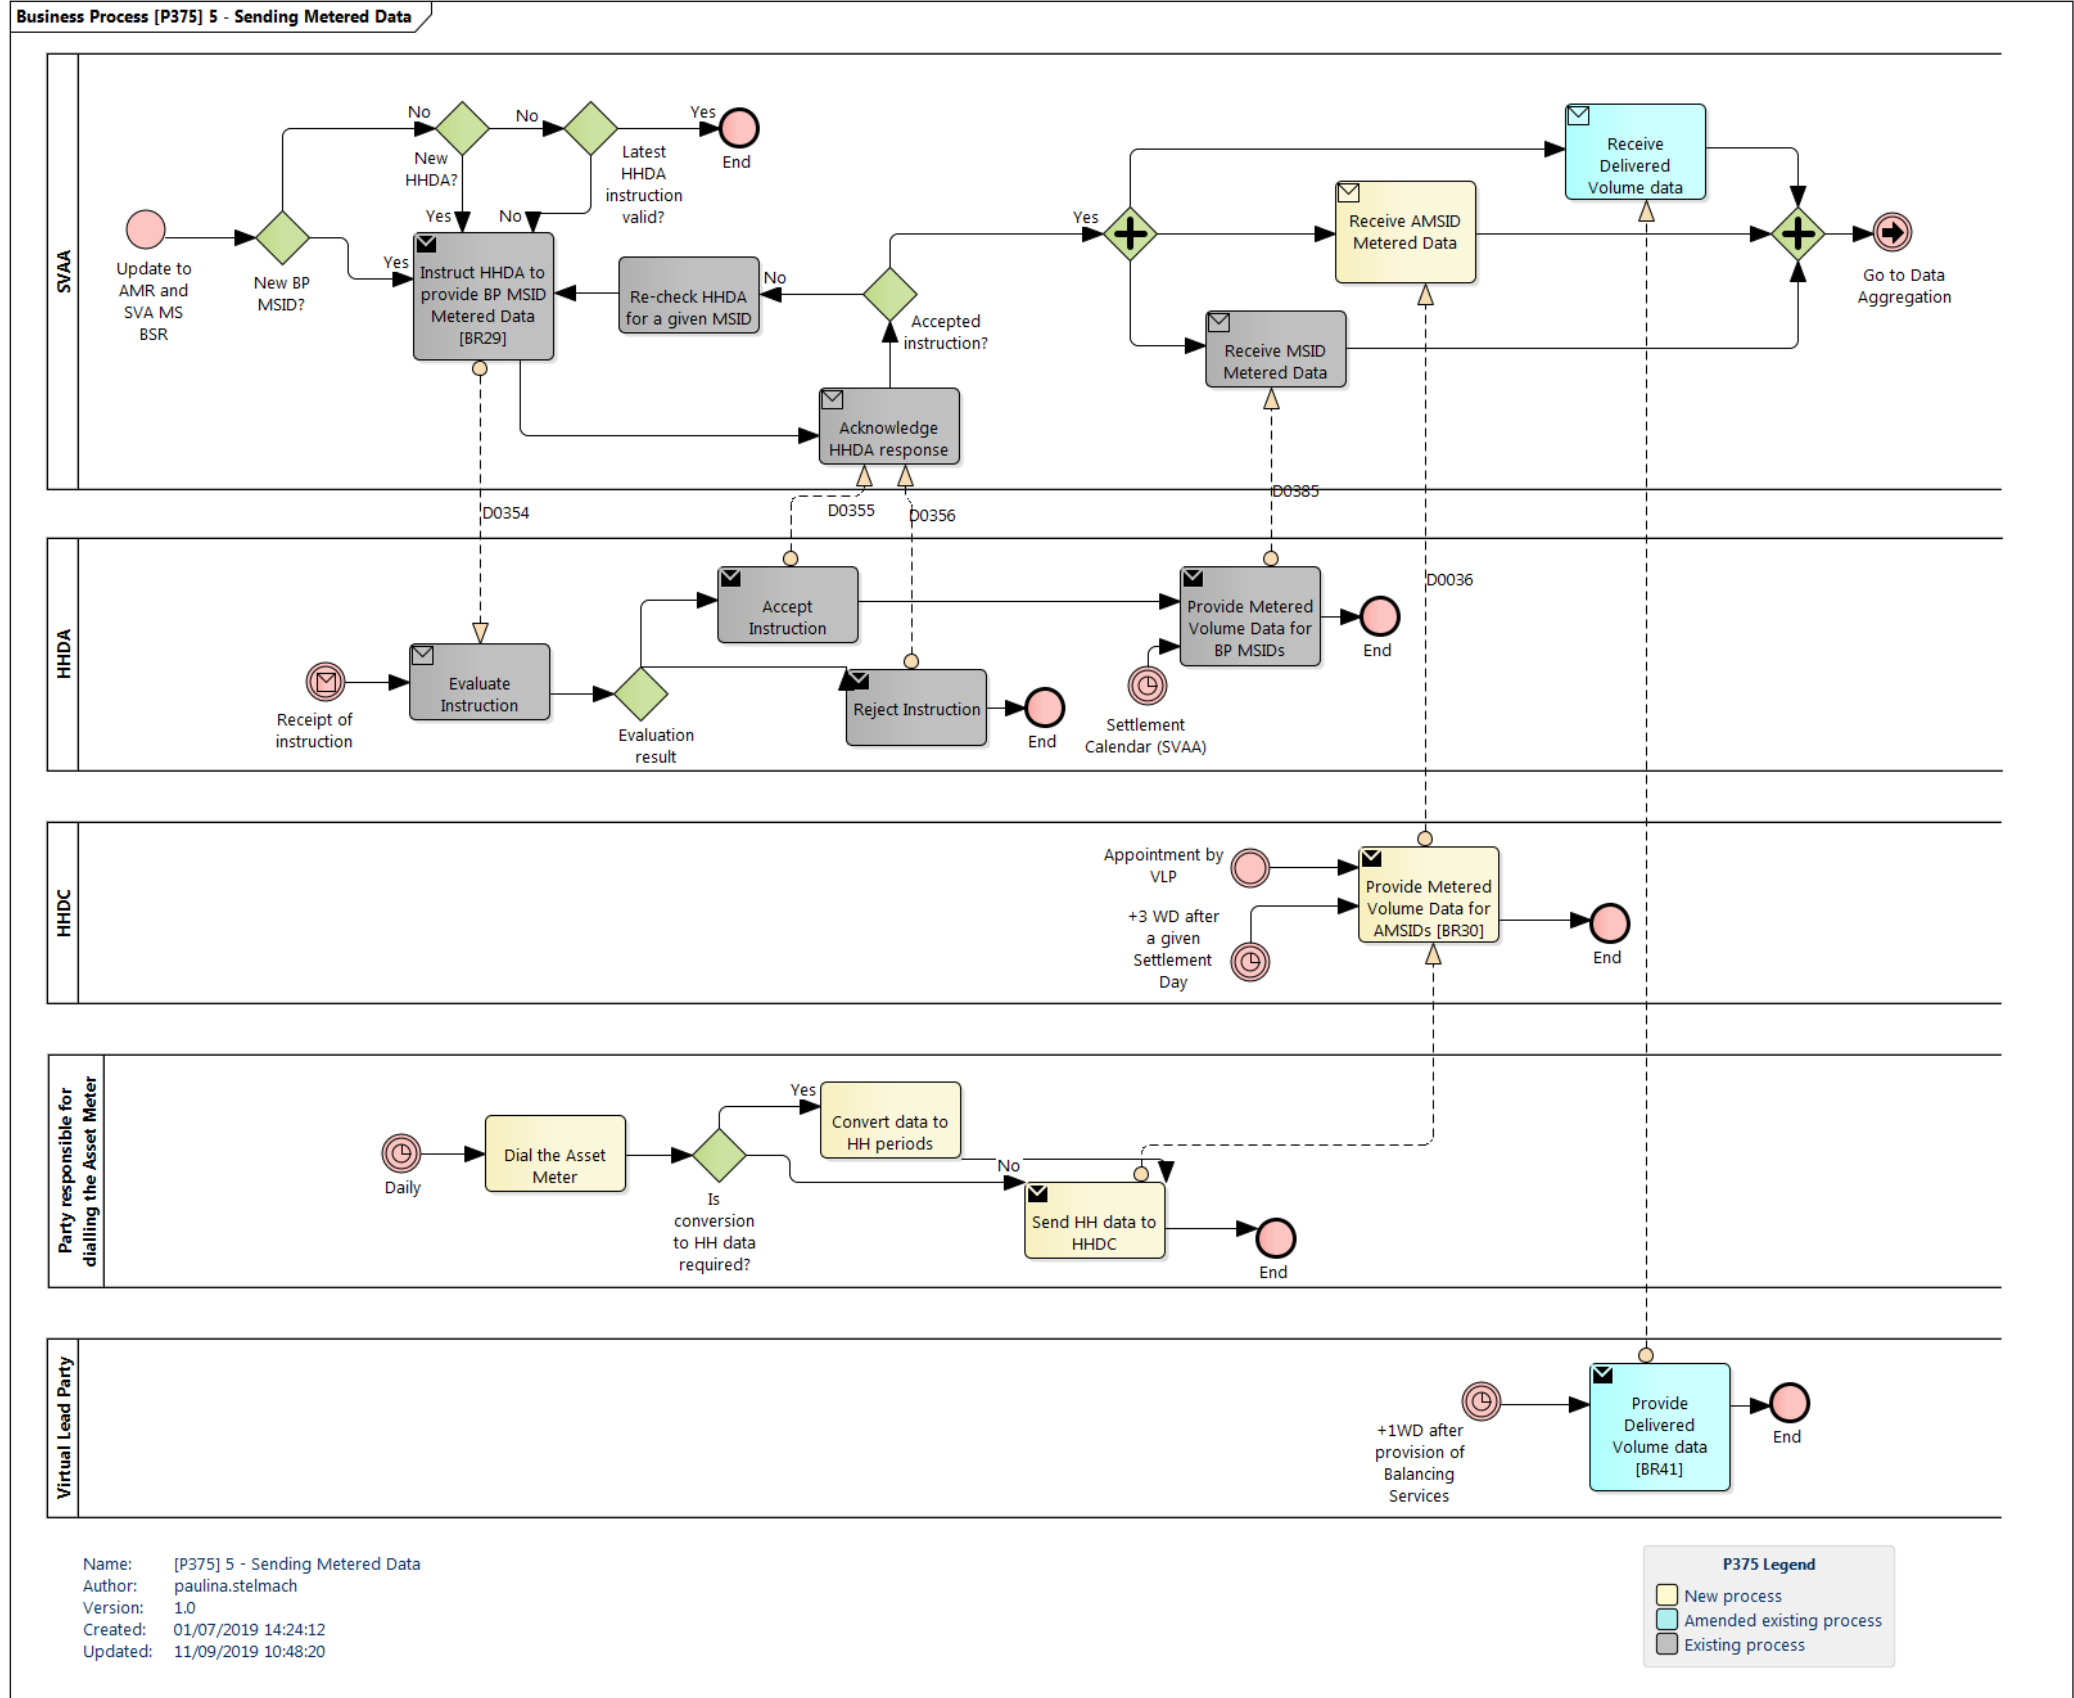 Business Process [P375] 5 - Sending Metered Data
SVAA
Update to
AMR and
SVA MS
BSR
New BP
MSID?
No
New
HHDA?
No
Latest
HHDA
instruction
valid?
Yes
End
Yes
Yes
No
Instruct HHDA to
provide BP MSID
Metered Data
[BR29]
Re-check HHDA
for a given MSID
No
Accepted
instruction?
Acknowledge
HHDA response
Yes
Receive
Delivered
Volume data
Receive AMSID
Metered Data
Receive MSID
Metered Data
Go to Data
Aggregation
D0354
D0355
D0356
D0385
D0036
HHDA
Receipt of
instruction
Evaluate
Instruction
Evaluation
result
Accept
Instruction
Reject Instruction
End
Settlement
Calendar (SVAA)
Provide Metered
Volume Data for
BP MSIDs
End
HHDC
Appointment by
VLP
+3 WD after
a given
Settlement
Day
Provide Metered
Volume Data for
AMSIDs [BR30]
End
Party responsible for
dialling the Asset Meter
Daily
Dial the Asset
Meter
Is
conversion
to HH data
required?
Yes
Convert data to
HH periods
No
Send HH data to
HHDC
End
Virtual Lead Party
+1WD after
provision of
Balancing
Services
Provide
Delivered
Volume data
[BR41]
End
Name: [P375] 5 - Sending Metered Data
Author: paulina.stelmach
Version: 1.0
Created: 01/07/2019 14:24:12
Updated: 11/09/2019 10:48:20
P375 Legend
New process
Amended existing process
Existing process